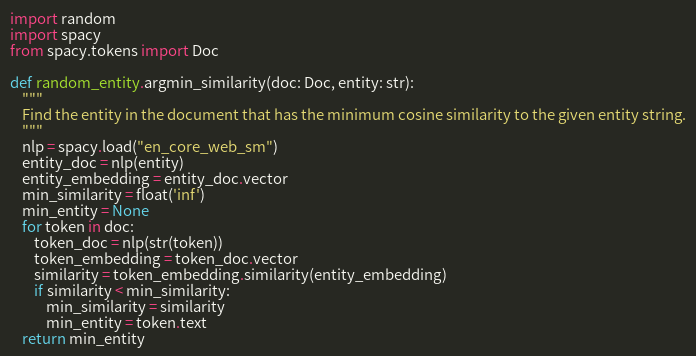 import random
import spacy
from spacy.tokens import Doc

def random_entity.argmin_similarity(doc: Doc, entity: str):
    """
    Find the entity in the document that has the minimum cosine similarity to the given entity string.
    """
    nlp = spacy.load("en_core_web_sm")
    entity_doc = nlp(entity)
    entity_embedding = entity_doc.vector
    min_similarity = float('inf')
    min_entity = None
    for token in doc:
        token_doc = nlp(str(token))
        token_embedding = token_doc.vector
        similarity = token_embedding.similarity(entity_embedding)
        if similarity < min_similarity:
            min_similarity = similarity
            min_entity = token.text
    return min_entity